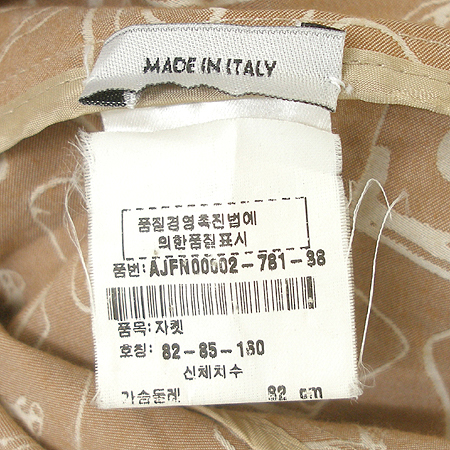 MADE IN ITALY
품질경영촉진법에
의한품질표시
품번: AJFN00002-781-38
품목: 자켓
호칭: 82-85-160
신체치수
가슴둘레 82 cm